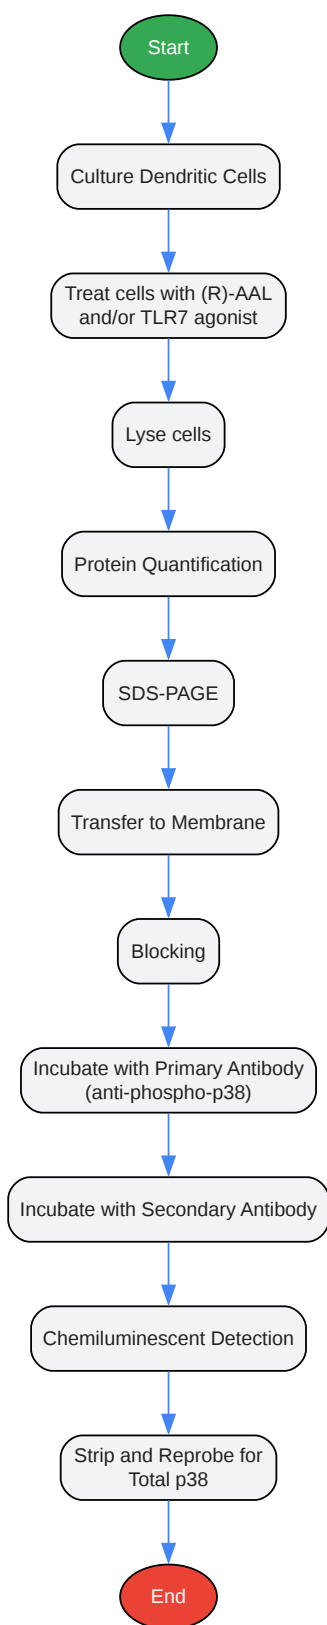 Start
Culture Dendritic Cells
Treat cells with (R)-AAL
and/or TLR7 agonist
Lyse cells
Protein Quantification
SDS-PAGE
Transfer to Membrane
Blocking
Incubate with Primary Antibody
(anti-phospho-p38)
Incubate with Secondary Antibody
Chemiluminescent Detection
Strip and Reprobe for
Total p38
End